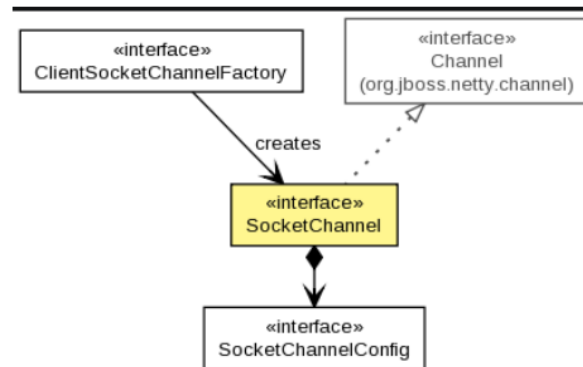 «interface»
ClientSocketChannelFactory
«interface»
Channel
(org.jboss.netty.channel)
creates
«interface»
SocketChannel
«interface»
SocketChannelConfig